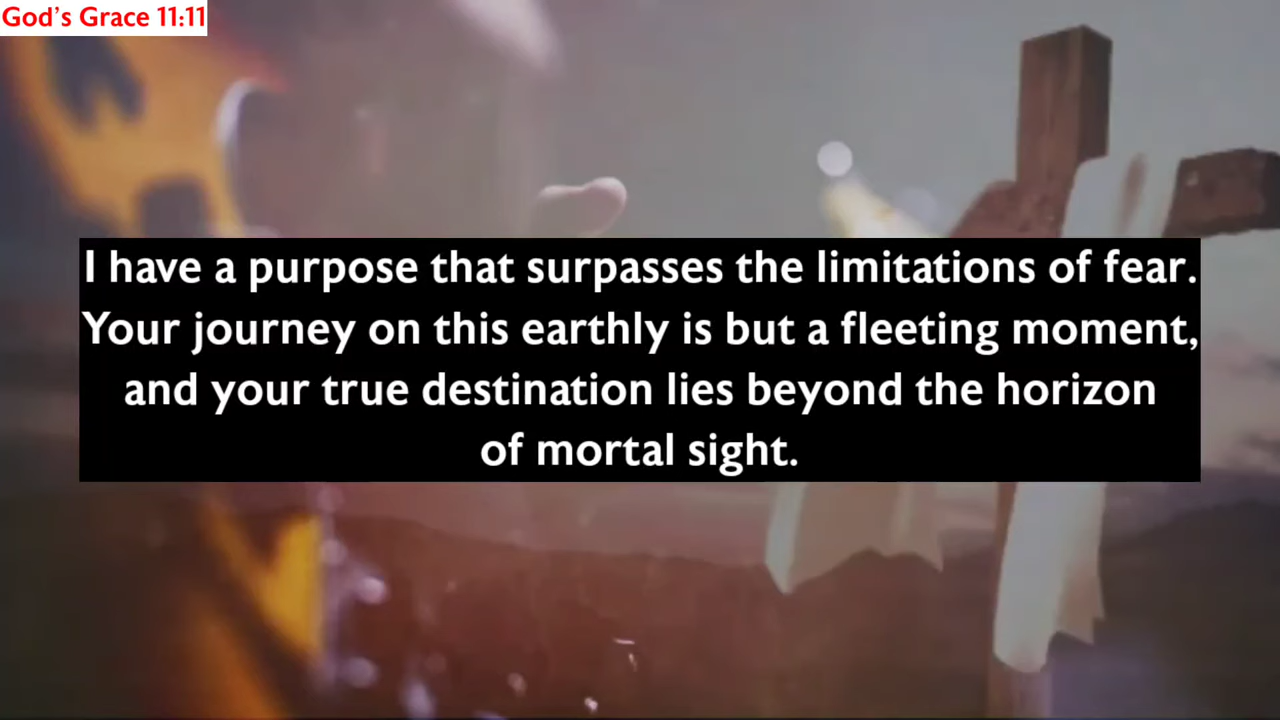 God's Grace 11:11
I have a purpose that surpasses the limitations of fear.
Your journey on this earthly is but a fleeting moment,
and your true destination lies beyond the horizon
of mortal sight.